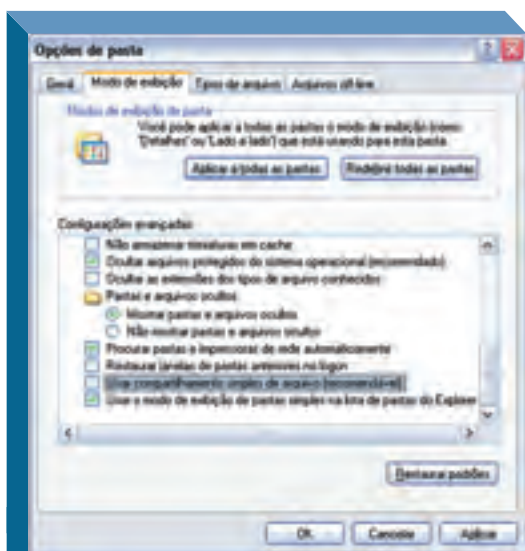 Opções de pasta
Geral Modo de exibição Tipos de arquivo Arquivos off-line
Modos de exibição de pasta
Você pode aplicar a todas as pastas o modo de exibição (como
'Detalhes' ou 'Lado a lado') que está usando para esta pasta.
Aplicar a todas as pastas Redefinir todas as pastas
Configurações avançadas:
Não armazenar miniaturas em cache
Ocultar arquivos protegidos do sistema operacional (recomendado)
Ocultar as extensões dos tipos de arquivo conhecidos
Pastas e arquivos ocultos
Mostrar pastas e arquivos ocultos
Não mostrar pastas e arquivos ocultos
Procurar pastas e impressoras de rede automaticamente
Restaurar janelas de pastas anteriores no logon
Usar compartilhamento simples de arquivo (recomendável)
Usar o modo de exibição de pastas simples na lista de pastas do Explorer
Restaurar padrões
OK Cancelar Aplicar